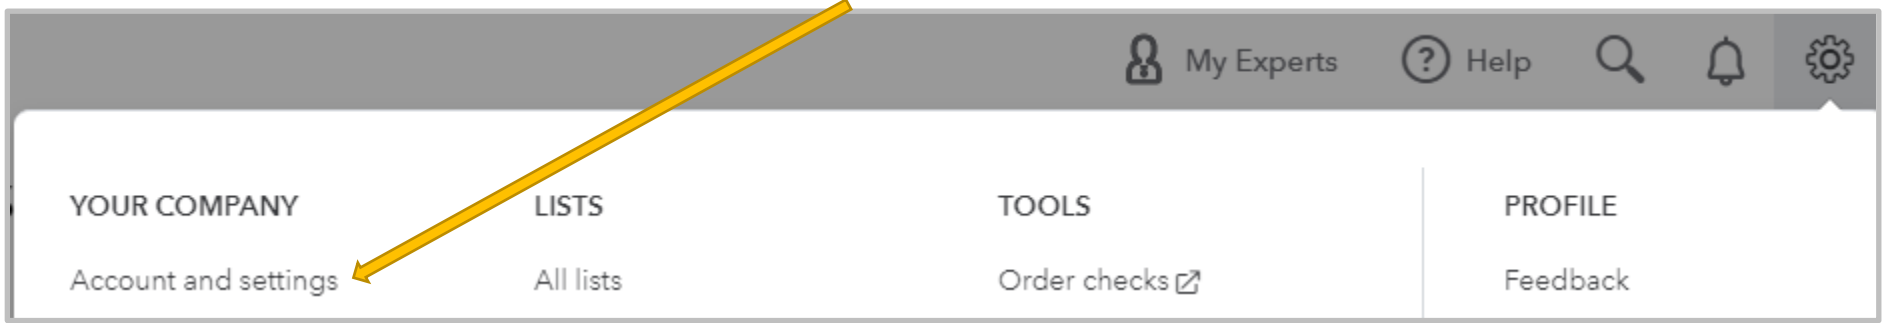 My Experts
Help
YOUR COMPANY
LISTS
TOOLS
PROFILE
Account and settings
All lists
Order checks
Feedback